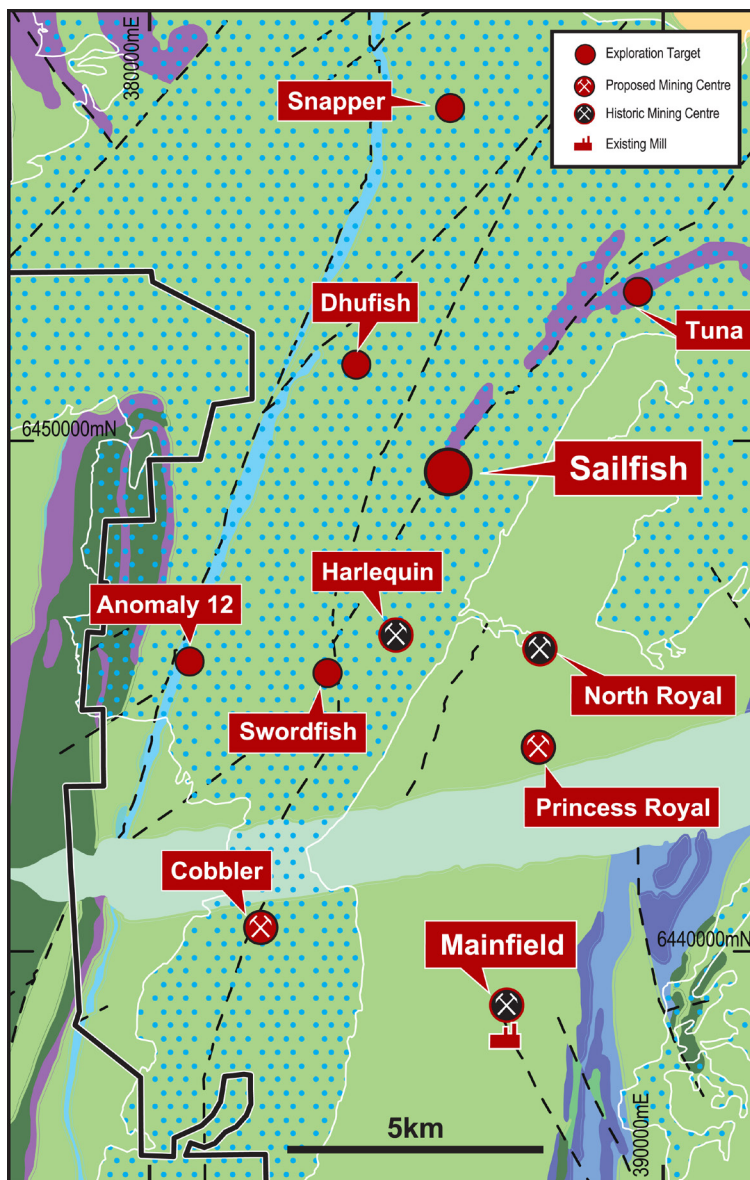 380000mE
Exploration Target
Proposed Mining Centre
Historic Mining Centre
Existing Mill
Snapper
Dhufish
Tuna
6450000mN
Sailfish
Harlequin
Anomaly 12
North Royal
Swordfish
Princess Royal
Cobbler
Mainfield
6440000mN
5km
390000mE